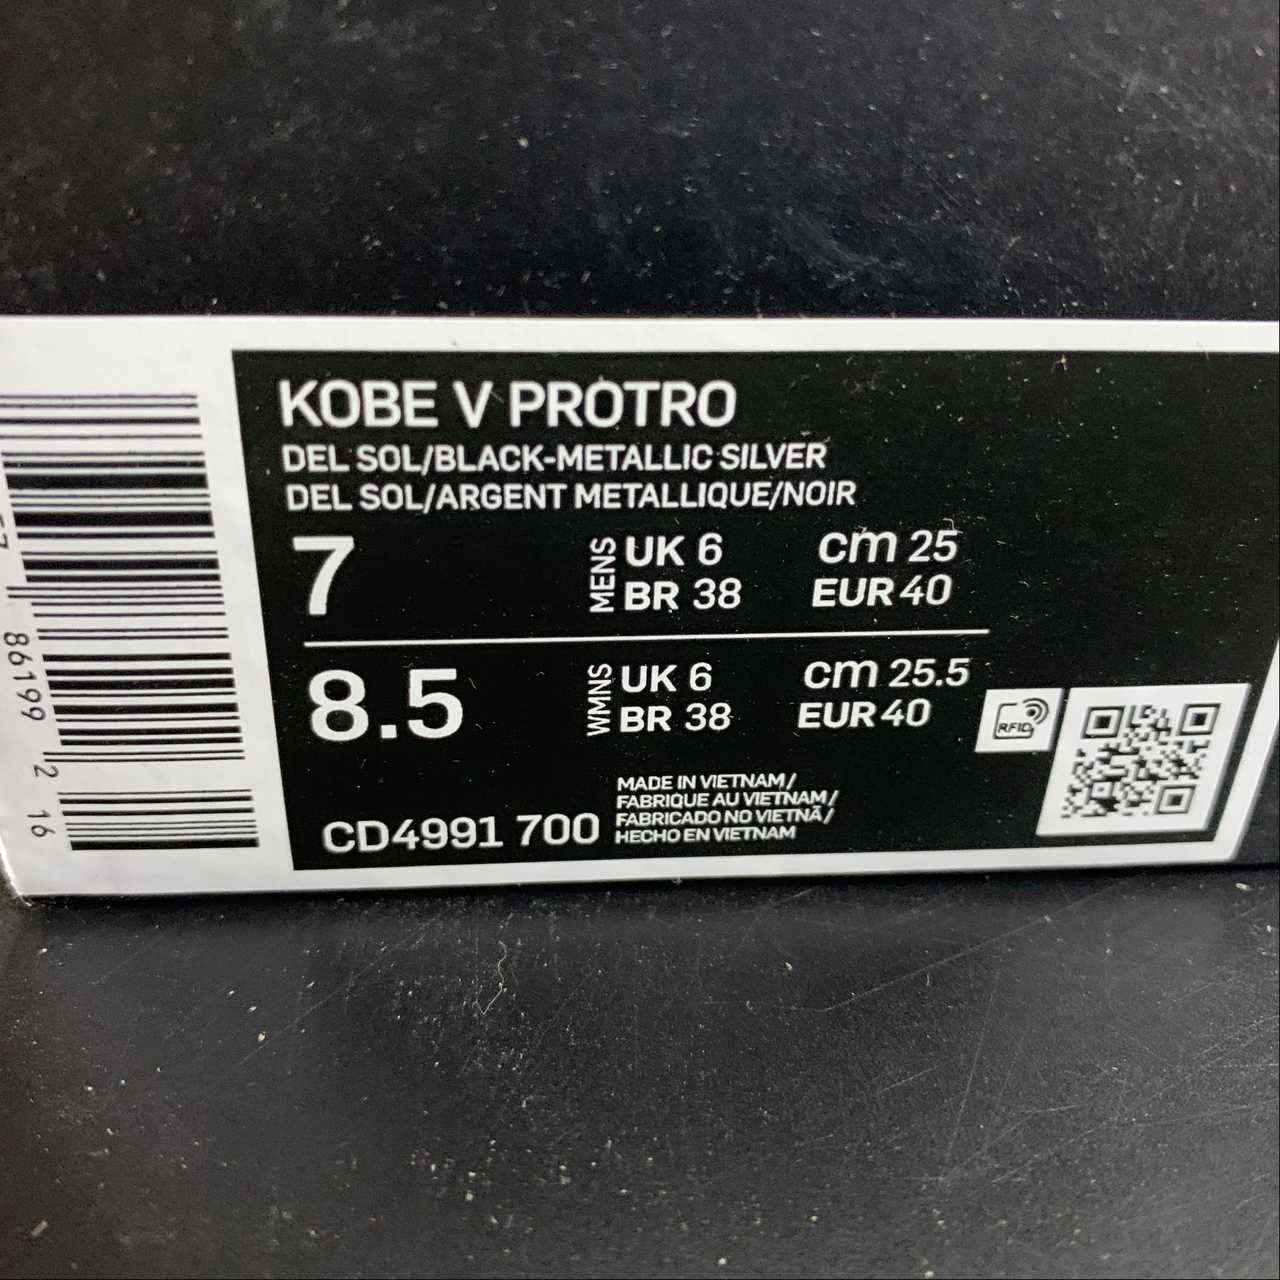 KOBE V PROTRO
DEL SOL/BLACK-METALLIC SILVER
DEL SOL/ARGENT METALLIQUE/NOIR
7
MENS
UK 6
cm 25
BR 38
EUR 40
8.5
WMNS
UK 6
cm 25.5
BR 38
EUR 40
RFID
CD4991 700
MADE IN VIETNAM/
FABRIQUE AU VIETNAM/
FABRICADO NO VIETNÃ/
HECHO EN VIETNAM
86199 2 16